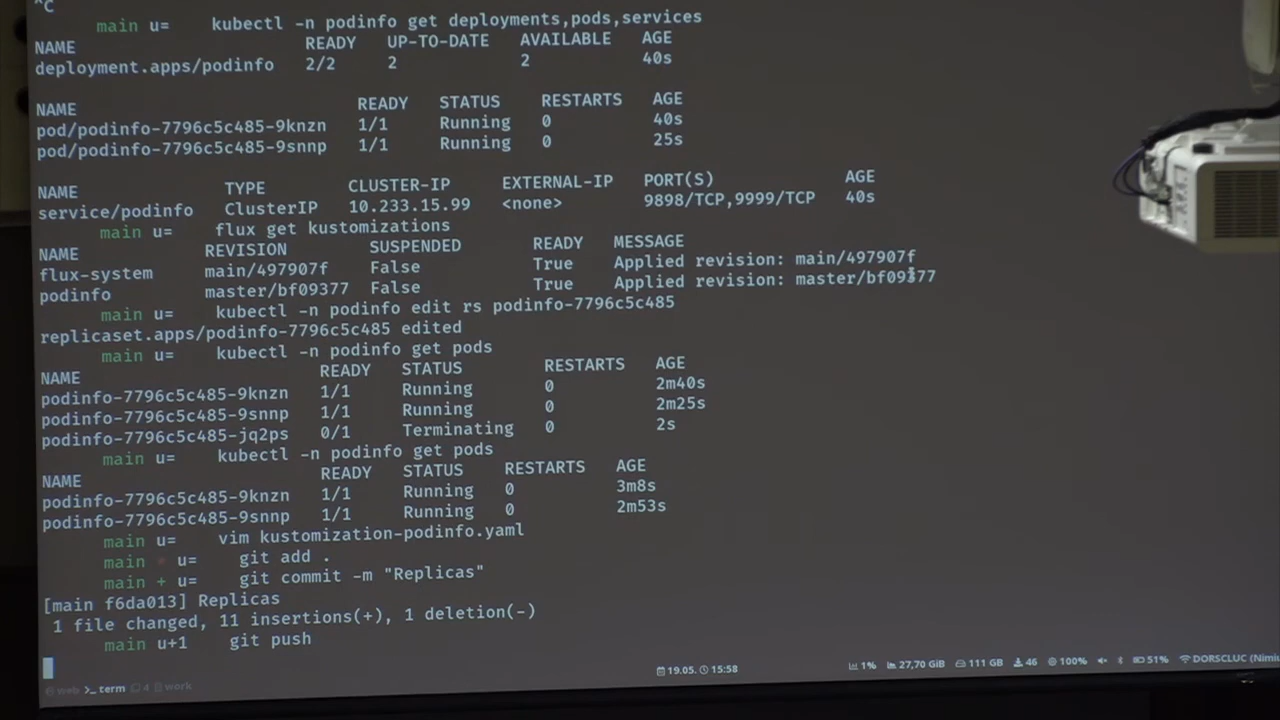 ^C
main u= kubectl -n podinfo get deployments,pods,services
NAME READY UP-TO-DATE AVAILABLE AGE
deployment.apps/podinfo 2/2 2 2 40s
NAME READY STATUS RESTARTS AGE
pod/podinfo-7796c5c485-9knzn 1/1 Running 0 40s
pod/podinfo-7796c5c485-9snnp 1/1 Running 0 25s
NAME TYPE CLUSTER-IP EXTERNAL-IP PORT(S) AGE
service/podinfo ClusterIP 10.233.15.99 <none> 9898/TCP,9999/TCP 40s
main u= flux get kustomizations
NAME REVISION SUSPENDED READY MESSAGE
flux-system main/497907f False True Applied revision: main/497907f
podinfo master/bf09377 False True Applied revision: master/bf09377
main u= kubectl -n podinfo edit rs podinfo-7796c5c485
replicaset.apps/podinfo-7796c5c485 edited
main u= kubectl -n podinfo get pods
NAME READY STATUS RESTARTS AGE
podinfo-7796c5c485-9knzn 1/1 Running 0 2m40s
podinfo-7796c5c485-9snnp 1/1 Running 0 2m25s
podinfo-7796c5c485-jq2ps 0/1 Terminating 0 2s
main u= kubectl -n podinfo get pods
NAME READY STATUS RESTARTS AGE
podinfo-7796c5c485-9knzn 1/1 Running 0 3m8s
podinfo-7796c5c485-9snnp 1/1 Running 0 2m53s
main u= vim kustomization-podinfo.yaml
main * u= git add .
main + u= git commit -m "Replicas"
[main f6da013] Replicas
1 file changed, 11 insertions(+), 1 deletion(-)
main u+1 git push
web >_ term 4 work 19.05. 15:58 1% 27,70 GiB 111 GB 46 100% 51% DORSCLUC (Nimi